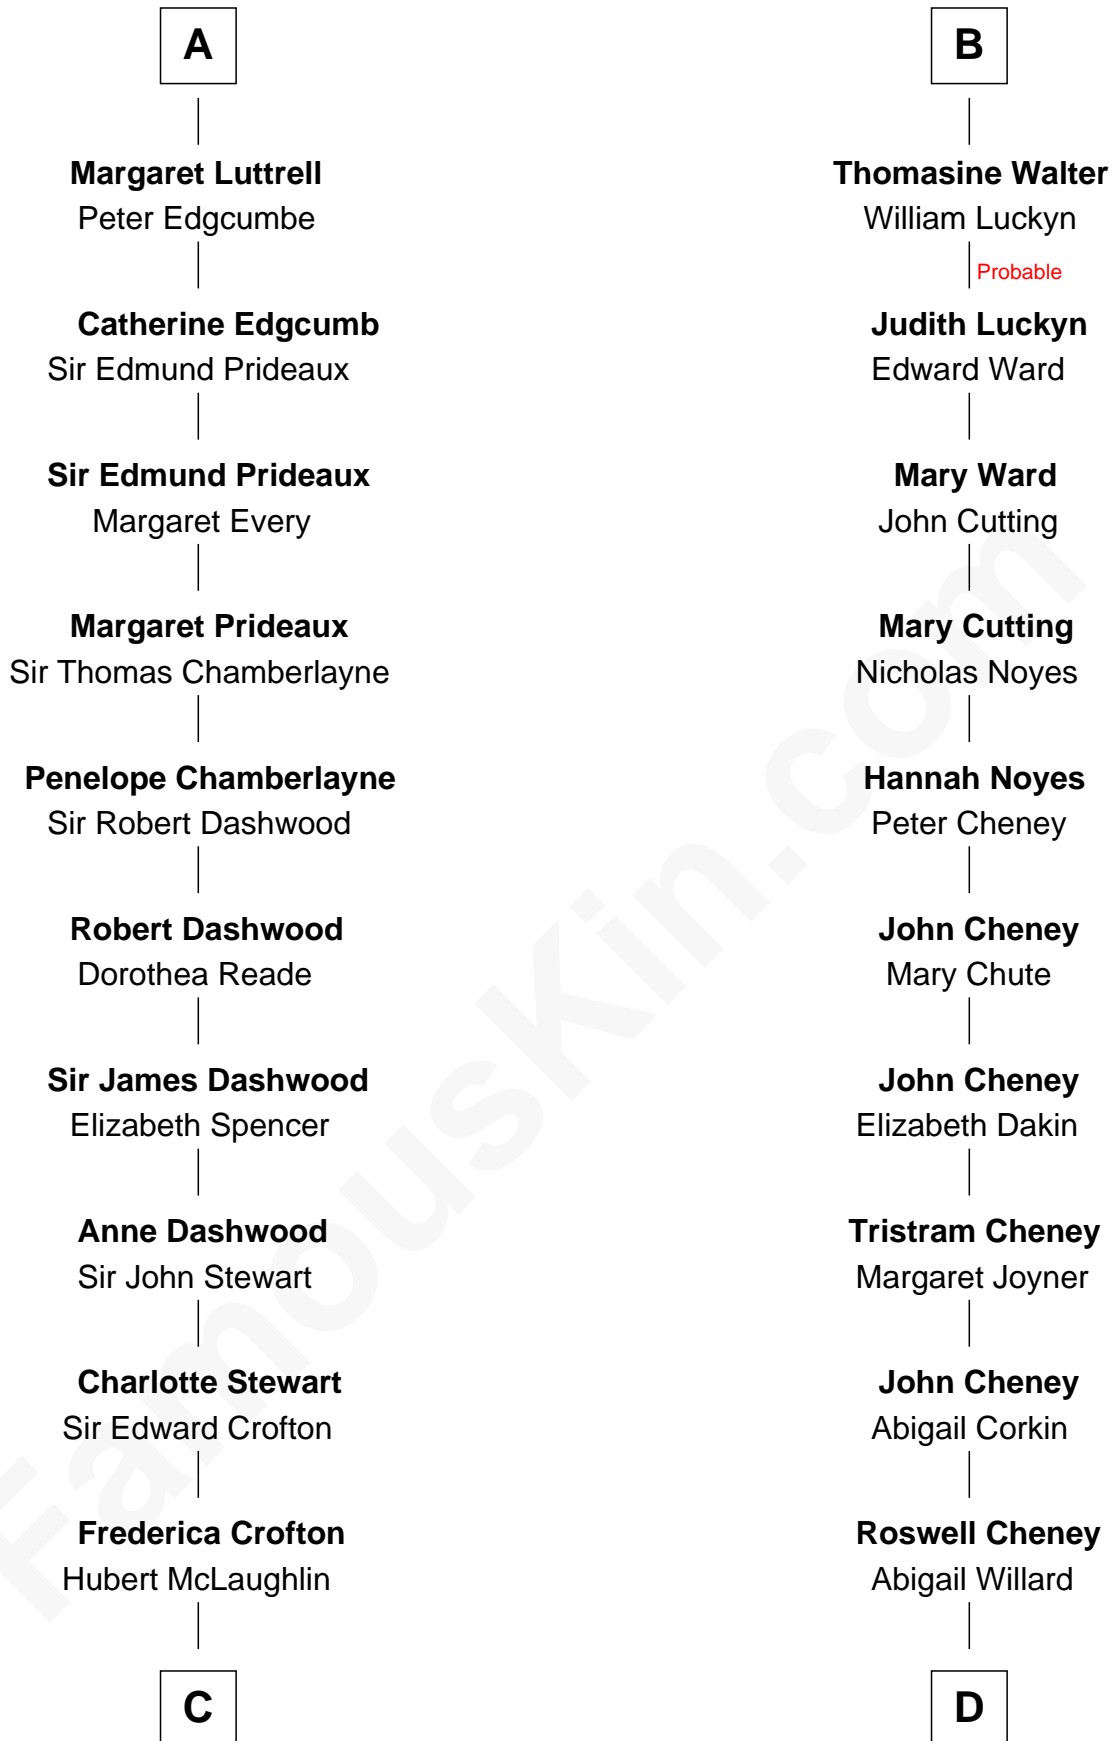 A
Margaret Luttrell
Peter Edgcumbe
Catherine Edgcumb
Sir Edmund Prideaux
Sir Edmund Prideaux
Margaret Every
Margaret Prideaux
Sir Thomas Chamberlayne
Penelope Chamberlayne
Sir Robert Dashwood
Robert Dashwood
Dorothea Reade
Sir James Dashwood
Elizabeth Spencer
Anne Dashwood
Sir John Stewart
Charlotte Stewart
Sir Edward Crofton
Frederica Crofton
Hubert McLaughlin
C
B
Thomasine Walter
William Luckyn
Probable
Judith Luckyn
Edward Ward
Mary Ward
John Cutting
Mary Cutting
Nicholas Noyes
Hannah Noyes
Peter Cheney
John Cheney
Mary Chute
John Cheney
Elizabeth Dakin
Tristram Cheney
Margaret Joyner
John Cheney
Abigail Corkin
Roswell Cheney
Abigail Willard
D
FamousKin.com